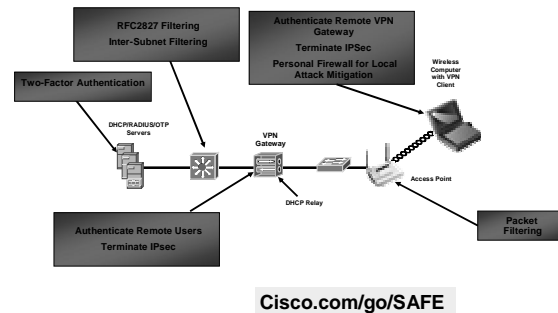 RFC2827 Filtering
Inter-Subnet Filtering
Authenticate Remote VPN
Gateway
Terminate IPSec
Personal Firewall for Local
Attack Mitigation
Wireless
Computer
with VPN
Client
Two-Factor Authentication
DHCP/RADIUS/OTP
Servers
VPN
Gateway
DHCP Relay
Access Point
Authenticate Remote Users
Terminate IPsec
Packet
Filtering
Cisco.com/go/SAFE